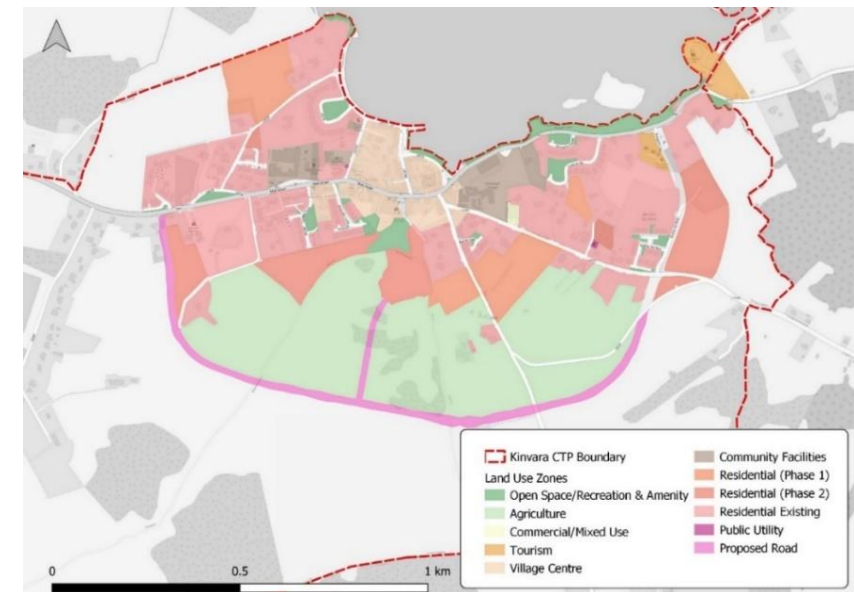 Kinvara CTP Boundary
Land Use Zones
Open Space/Recreation & Amenity
Agriculture
Commercial/Mixed Use
Tourism
Village Centre
Community Facilities
Residential (Phase 1)
Residential (Phase 2)
Residential Existing
Public Utility
Proposed Road
0 0.5 1 km